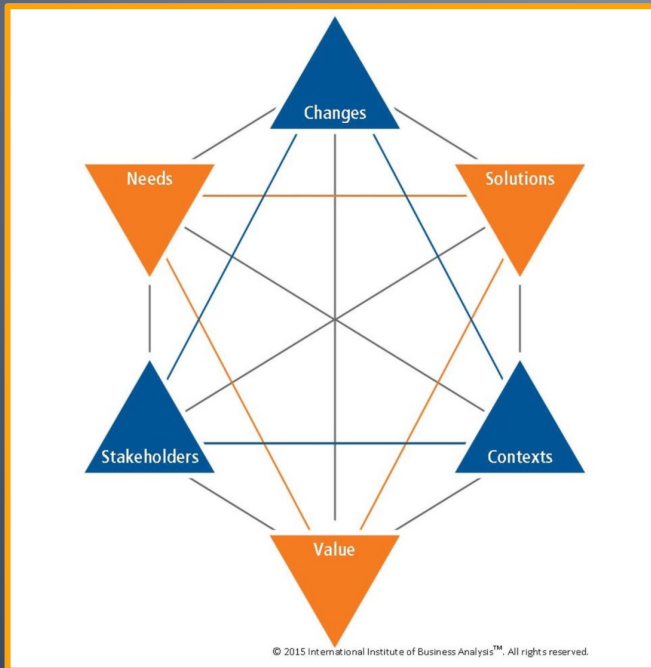 Changes
Needs
Solutions
Stakeholders
Contexts
Value
© 2015 International Institute of Business Analysis™. All rights reserved.